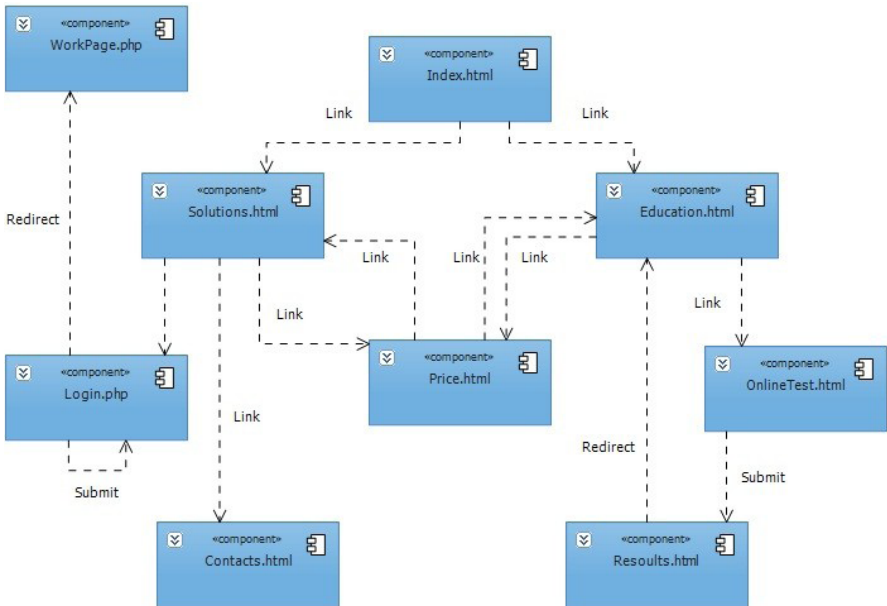 «component»
WorkPage.php
«component»
Index.html
Link
Link
«component»
Solutions.html
«component»
Education.html
Redirect
Link
Link
Link
Link
Link
«component»
Login.php
«component»
Price.html
«component»
OnlineTest.html
Link
Redirect
Submit
Submit
«component»
Contacts.html
«component»
Resoults.html